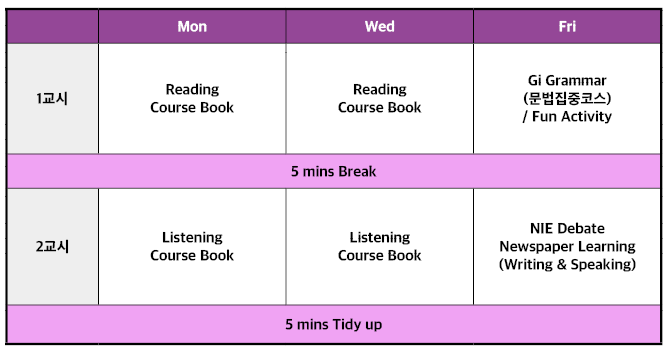 Mon Wed Fri
1교시
Reading
Course Book
Reading
Course Book
Gi Grammar
(문법집중코스)
/ Fun Activity
5 mins Break
2교시
Listening
Course Book
Listening
Course Book
NIE Debate
Newspaper Learning
(Writing & Speaking)
5 mins Tidy up